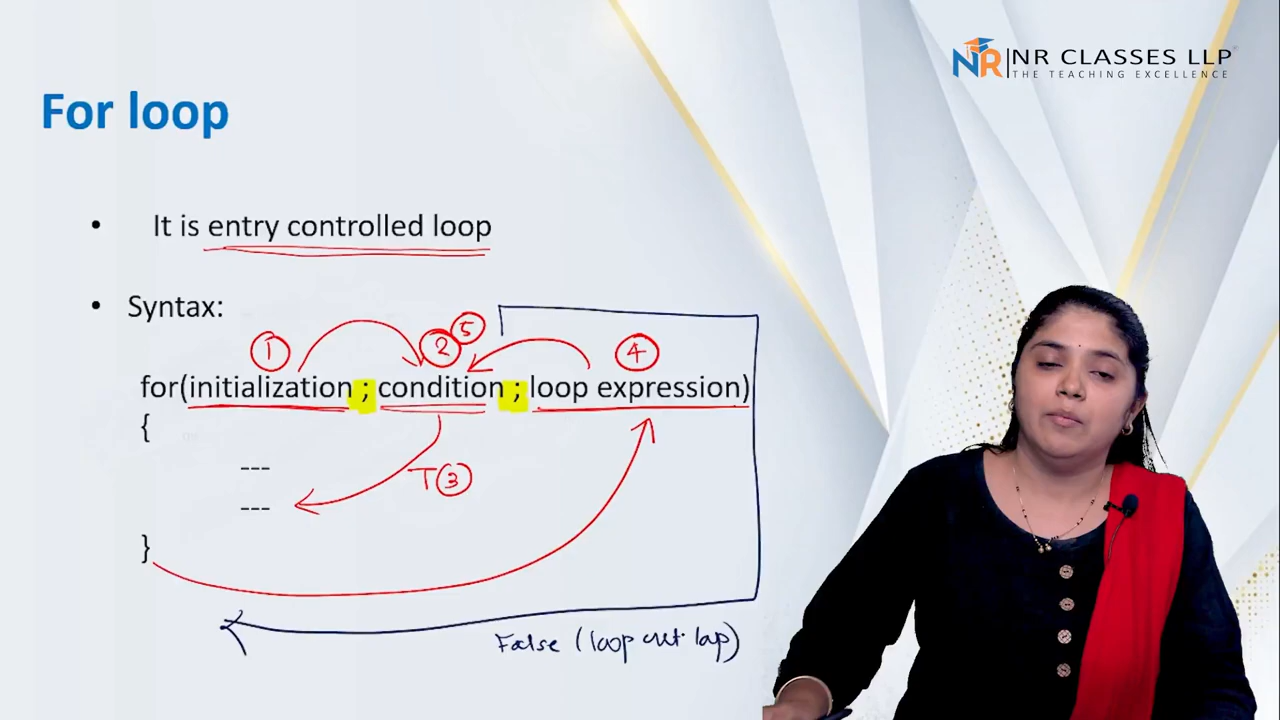 NR | NR CLASSES LLP
THE TEACHING EXCELLENCE
For loop
• It is entry controlled loop
• Syntax:
1 2 5 4
for(initialization ; condition ; loop expression)
{
---
T 3
---
}
False (loop out lap)